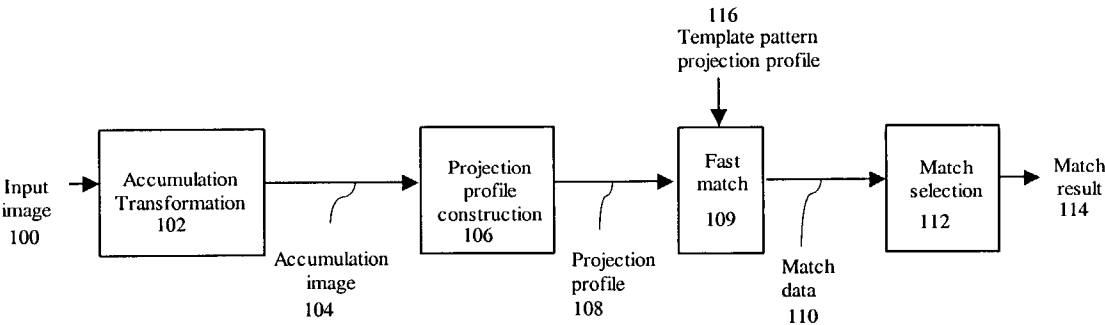 116
Template pattern
projection profile
Input
image
100
Accumulation
Transformation
102
Accumulation
image
104
Projection
profile
construction
106
Projection
profile
108
Fast
match
109
Match
data
110
Match
selection
112
Match
result
114